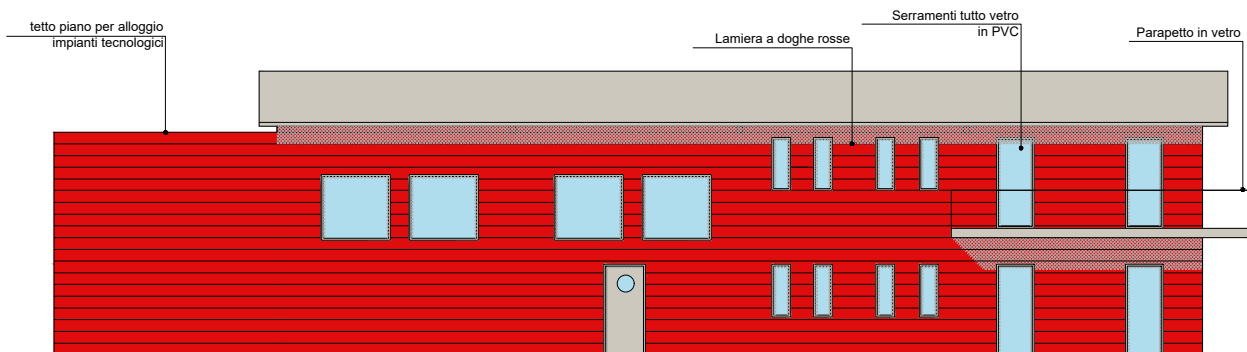 tetto piano per alloggio
impianti tecnologici
Lamiera a doghe rosse
Serramenti tutto vetro
in PVC
Parapetto in vetro